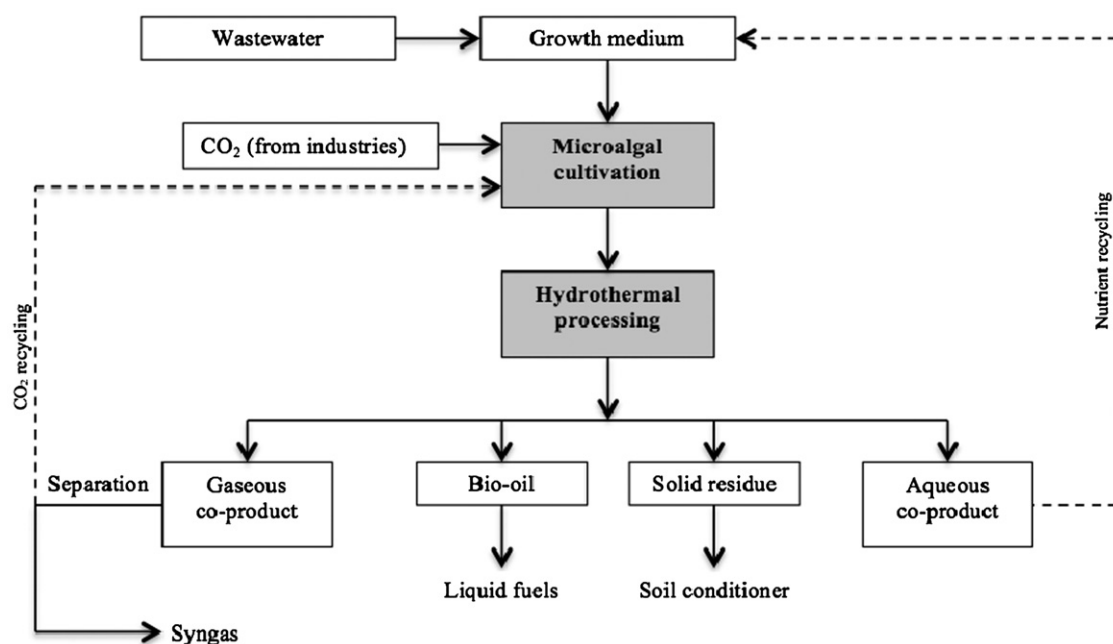 Wastewater
Growth medium
CO₂ (from industries)
Microalgal
cultivation
Nutrient recycling
Hydrothermal
processing
CO₂ recycling
Separation
Gaseous
co-product
Bio-oil
Solid residue
Aqueous
co-product
Liquid fuels
Soil conditioner
Syngas